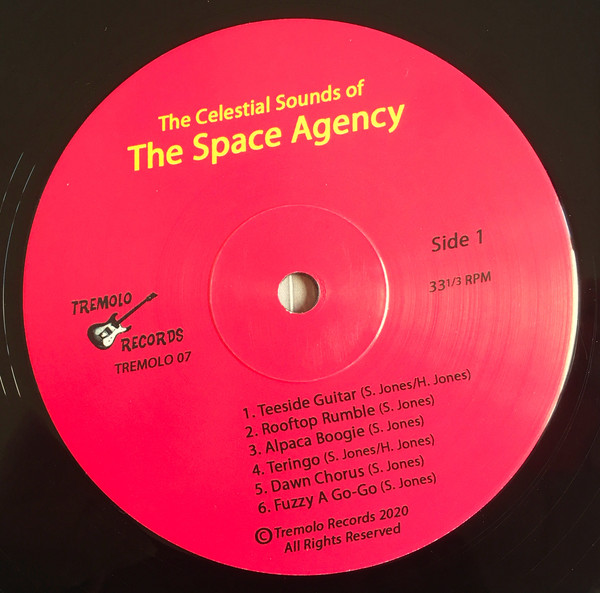 The Celestial Sounds of
The Space Agency
Side 1
33 1/3 RPM
TREMOLO
RECORDS
TREMOLO 07
1. Teeside Guitar (S. Jones/H. Jones)
2. Rooftop Rumble (S. Jones)
3. Alpaca Boogie (S. Jones)
4. Teringo (S. Jones/H. Jones)
5. Dawn Chorus (S. Jones)
6. Fuzzy A Go-Go (S. Jones)
© Tremolo Records 2020
All Rights Reserved